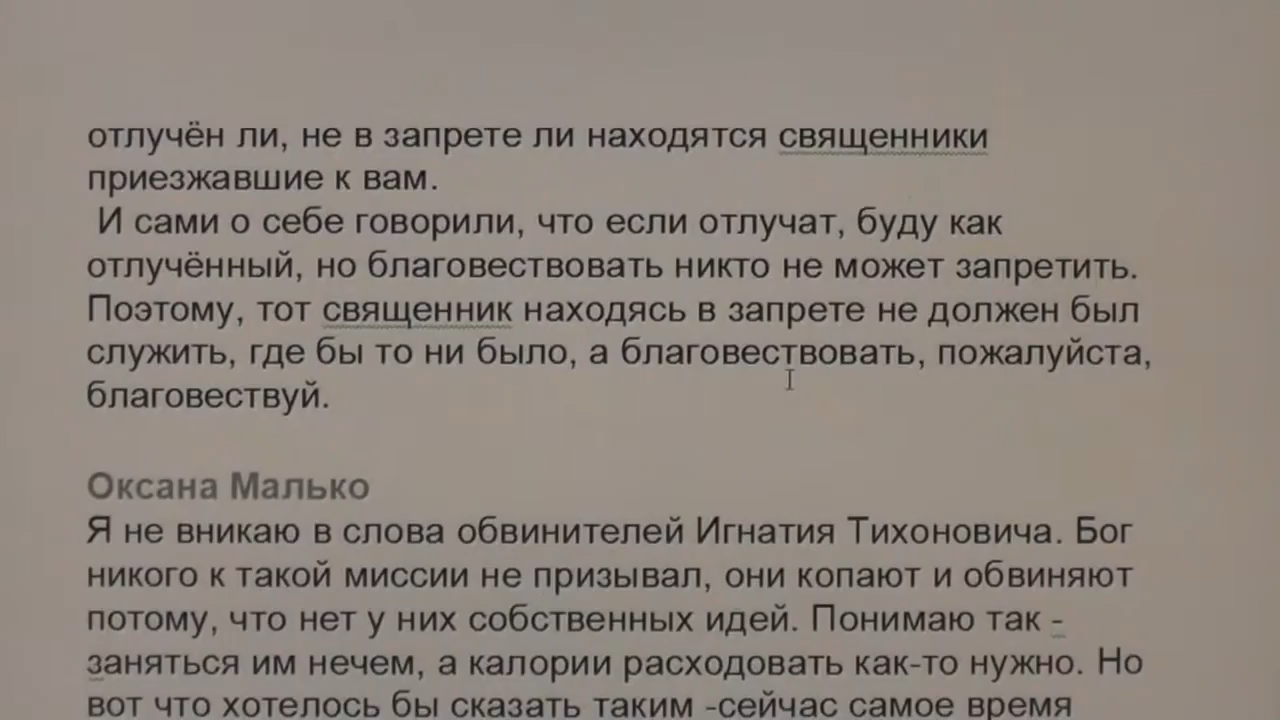 отлучён ли, не в запрете ли находятся священники
приезжавшие к вам.
И сами о себе говорили, что если отлучат, буду как
отлучённый, но благовествовать никто не может запретить.
Поэтому, тот священник находясь в запрете не должен был
служить, где бы то ни было, а благовествовать, пожалуйста,
благовествуй.
Оксана Малько
Я не вникаю в слова обвинителей Игнатия Тихоновича. Бог
никого к такой миссии не призывал, они копают и обвиняют
потому, что нет у них собственных идей. Понимаю так -
заняться им нечем, а калории расходовать как-то нужно. Но
вот что хотелось бы сказать таким -сейчас самое время